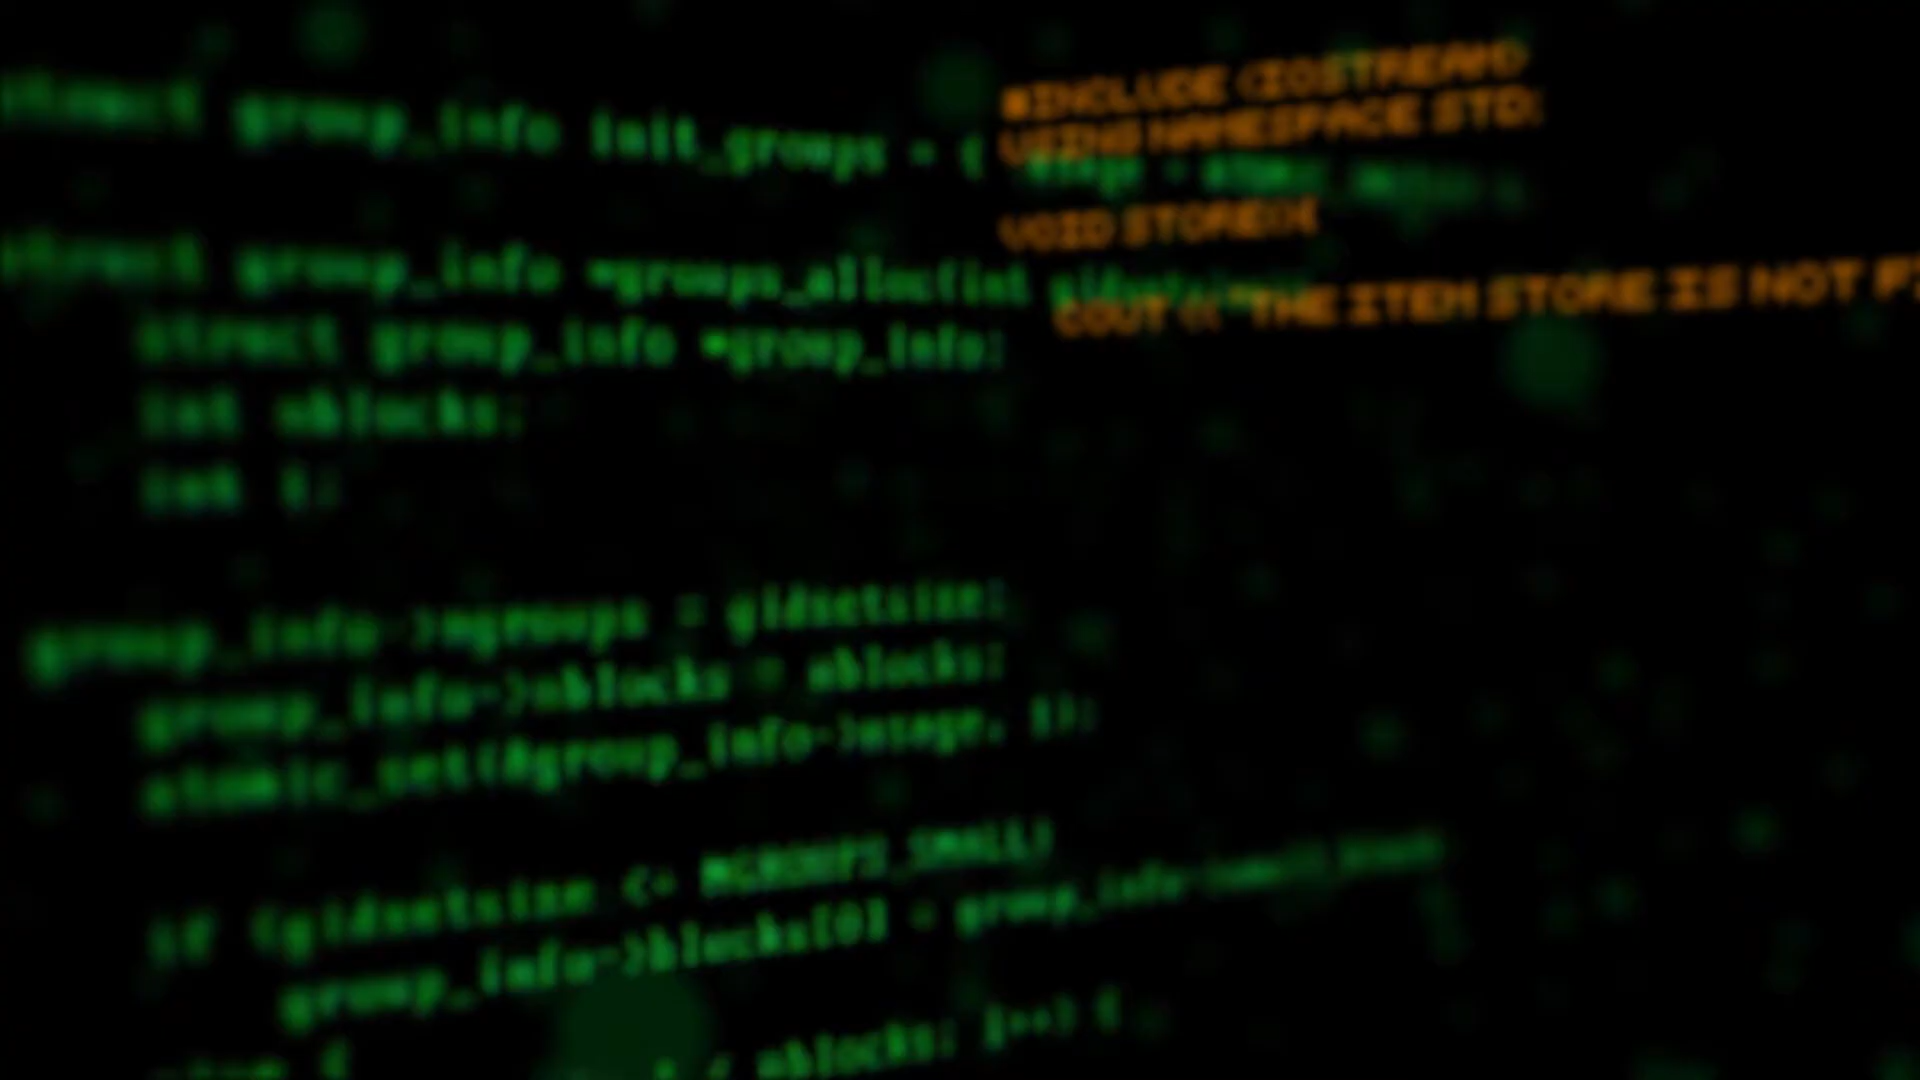 struct group_info init_groups = {
struct group_info *groups_alloc(int
struct group_info *group_info;
int nblocks;
int i;
group_info->ngroups = gidsetsize;
group_info->nblocks = nblocks;
atomic_set(&group_info->usage, 1);
if (gidsetsize <= NGROUPS_SMALL)
group_info->blocks[0] = group_info->
nblocks; i++) {
#INCLUDE <IOSTREAM>
USING NAMESPACE STD;
VOID STORE(){
COUT << "THE ITEM STORE IS NOT